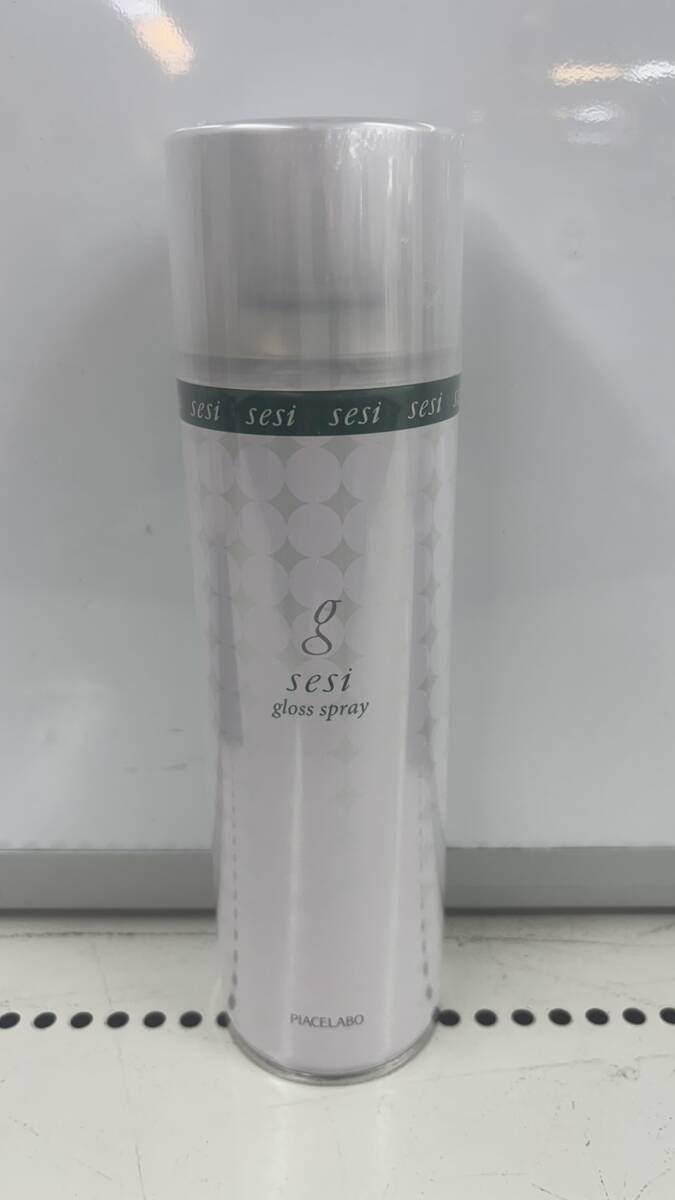 sesi sesi sesi sesi
g
sesi
gloss spray
PIACELABO